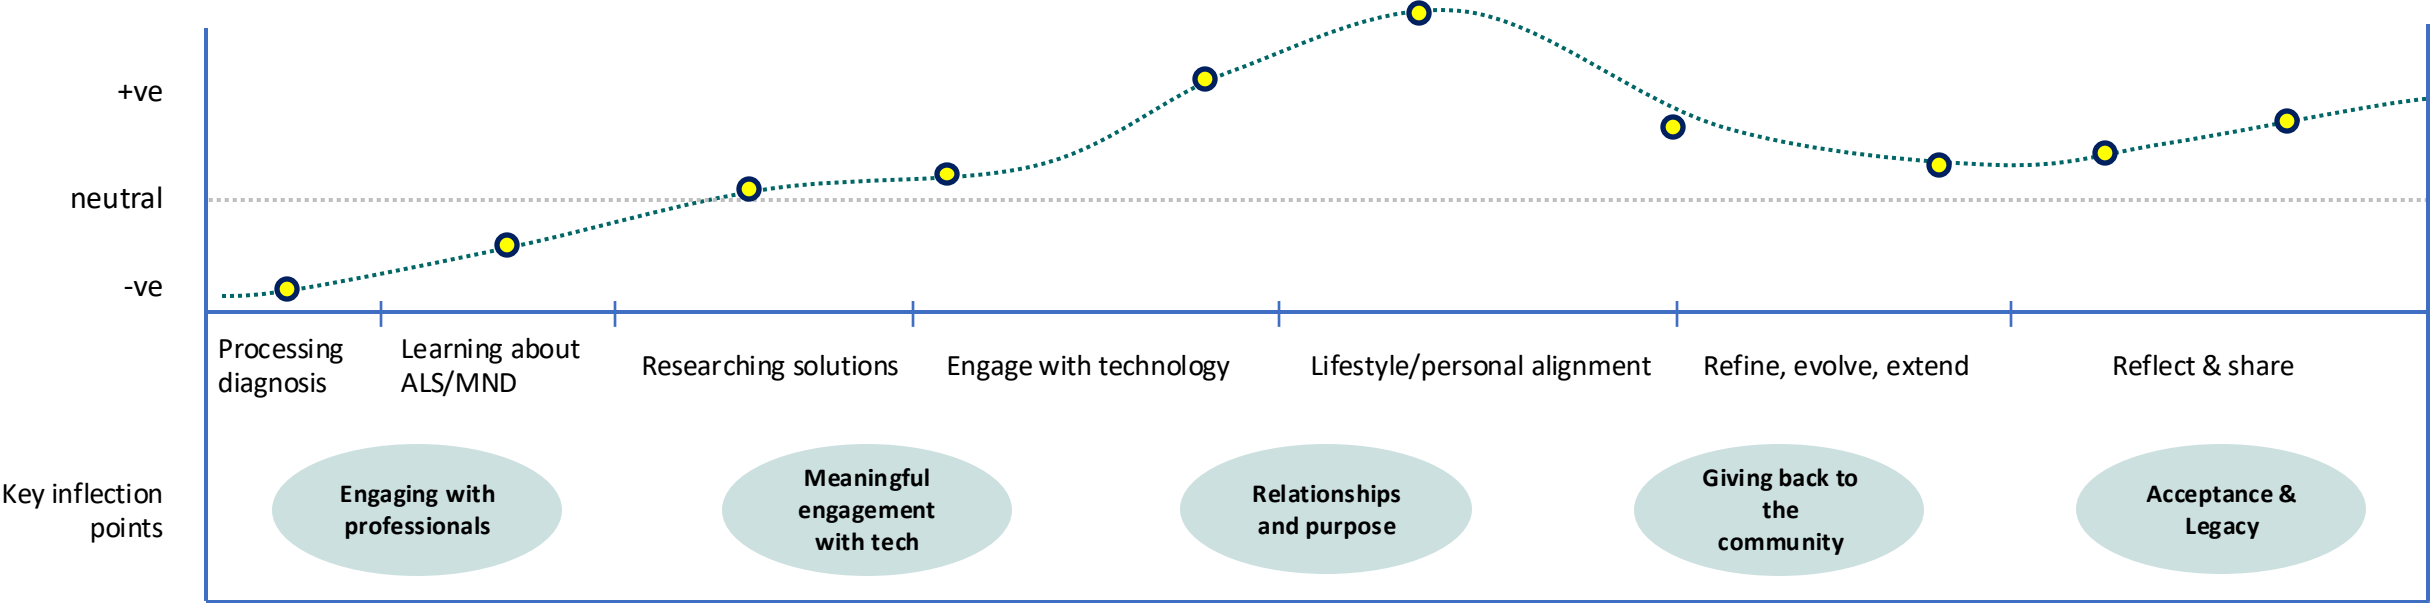 +ve
neutral
-ve
Processing
diagnosis
Learning about
ALS/MND
Researching solutions
Engage with technology
Lifestyle/personal alignment
Refine, evolve, extend
Reflect & share
Key inflection
points
Engaging with
professionals
Meaningful
engagement
with tech
Relationships
and purpose
Giving back to
the
community
Acceptance &
Legacy